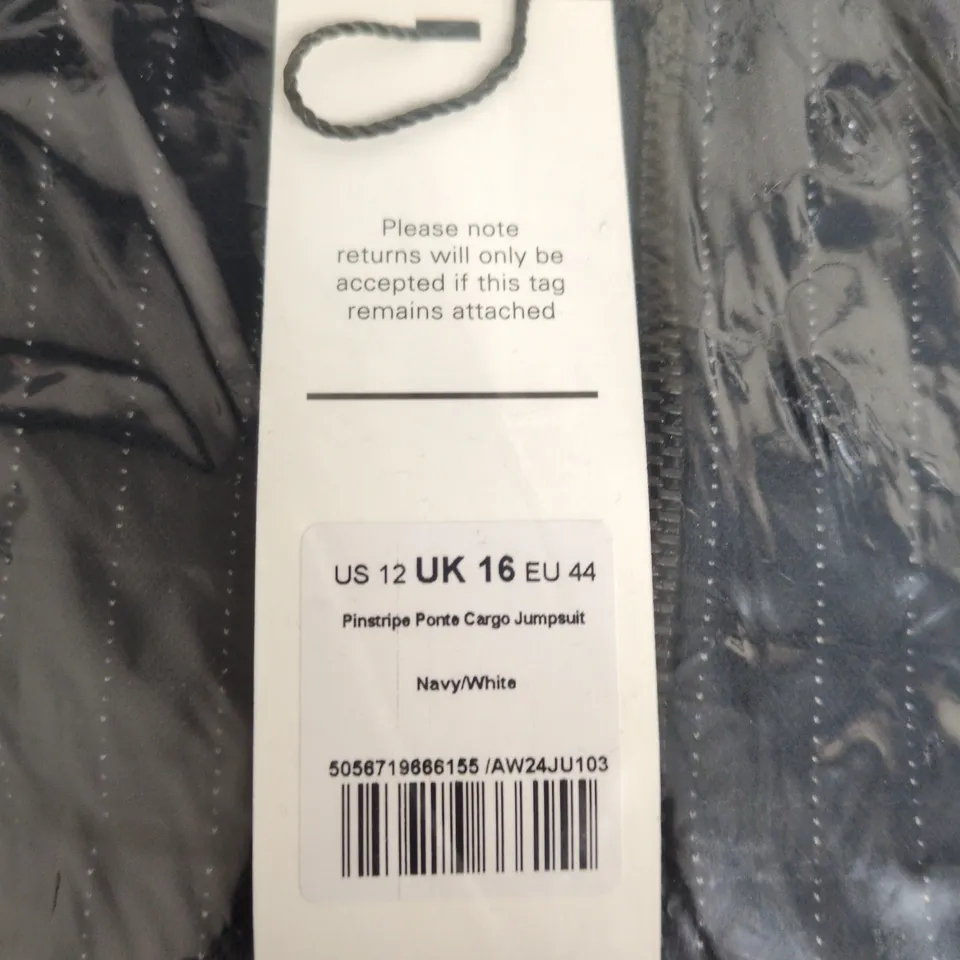 Please note
returns will only be
accepted if this tag
remains attached
US 12 UK 16 EU 44
Pinstripe Ponte Cargo Jumpsuit
Navy/White
5056719666155 /AW24JU103